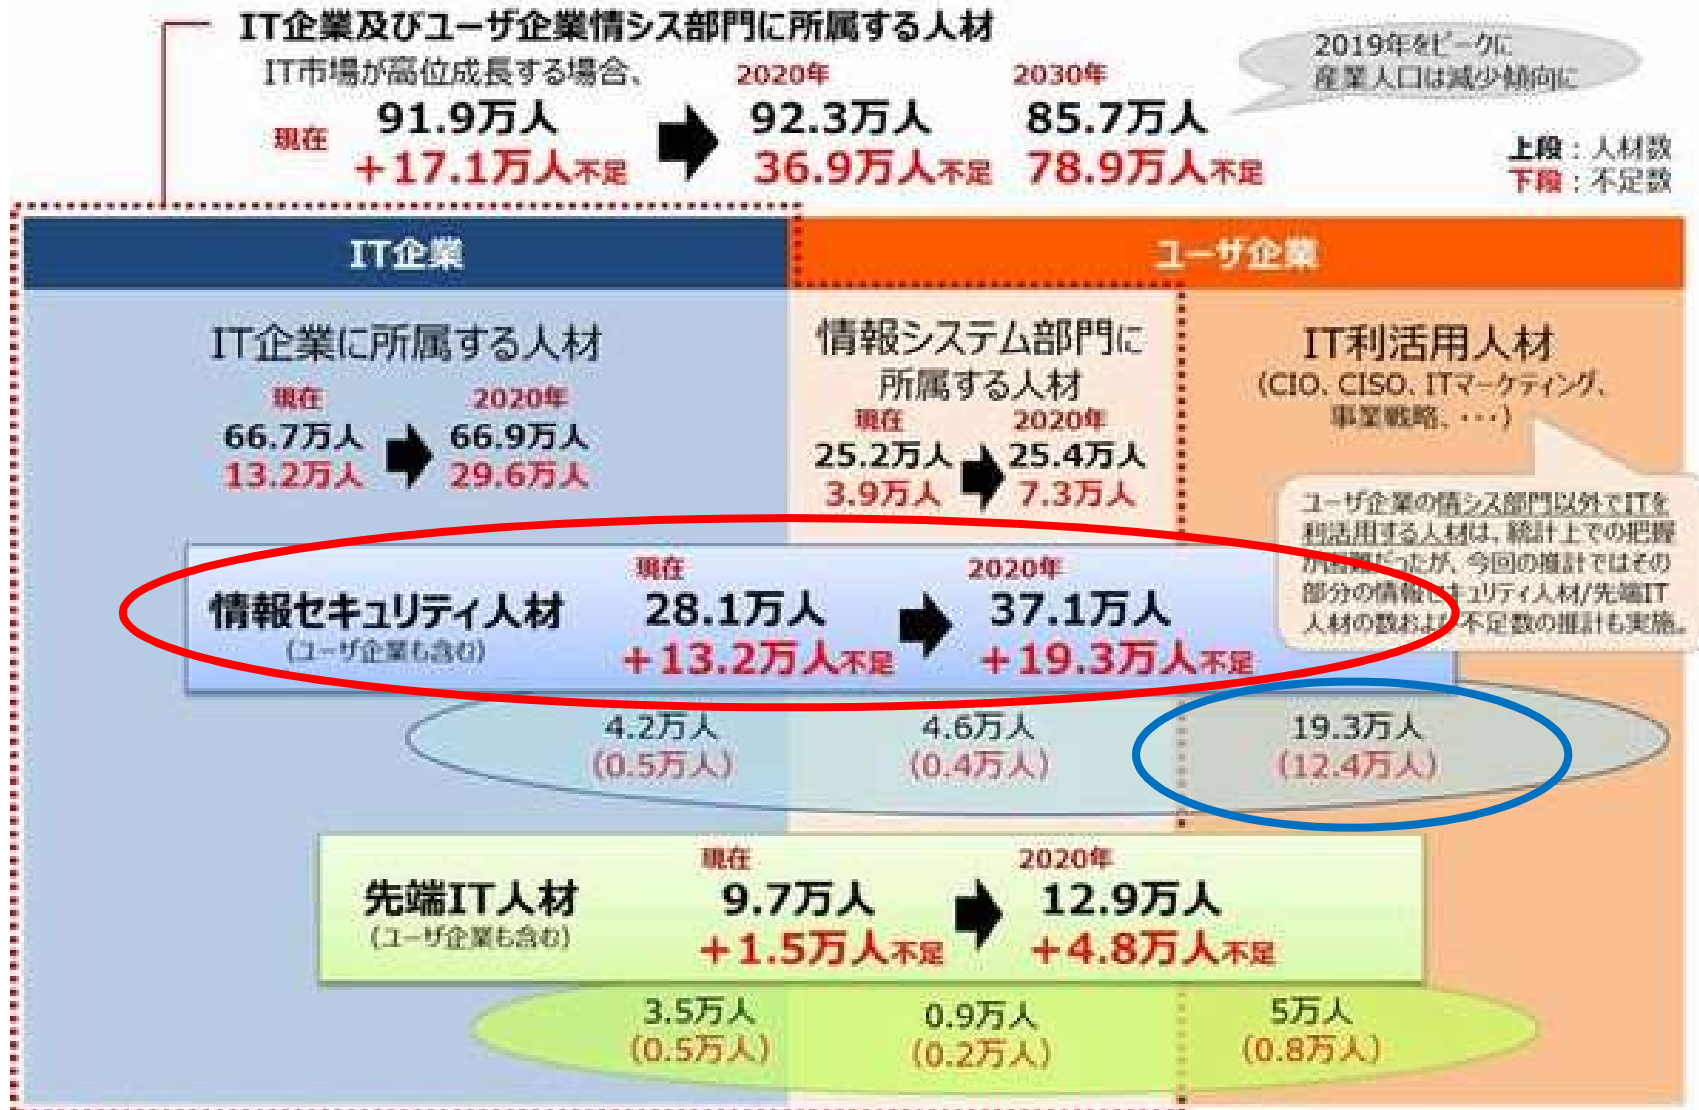 IT企業及びユーザ企業情シス部門に所属する人材
IT市場が高位成長する場合、
現在
91.9万人
+17.1万人不足
2020年
92.3万人
36.9万人不足
2030年
85.7万人
78.9万人不足
2019年をピークに
産業人口は減少傾向に
上段：人材数
下段：不足数
IT企業
ユーザ企業
IT企業に所属する人材
現在
66.7万人
13.2万人
2020年
66.9万人
29.6万人
情報システム部門に
所属する人材
現在
25.2万人
3.9万人
2020年
25.4万人
7.3万人
IT利活用人材
(CIO、CISO、ITマーケティング、
事業戦略、・・・)
ユーザ企業の情シス部門以外でITを
利活用する人材は、統計上での把握
が困難だったが、今回の推計ではその
部分の情報セキュリティ人材/先端IT
人材の数および不足数の推計も実施。
情報セキュリティ人材
(ユーザ企業も含む)
現在
28.1万人
+13.2万人不足
2020年
37.1万人
+19.3万人不足
4.2万人
(0.5万人)
4.6万人
(0.4万人)
19.3万人
(12.4万人)
先端IT人材
(ユーザ企業も含む)
現在
9.7万人
+1.5万人不足
2020年
12.9万人
+4.8万人不足
3.5万人
(0.5万人)
0.9万人
(0.2万人)
5万人
(0.8万人)